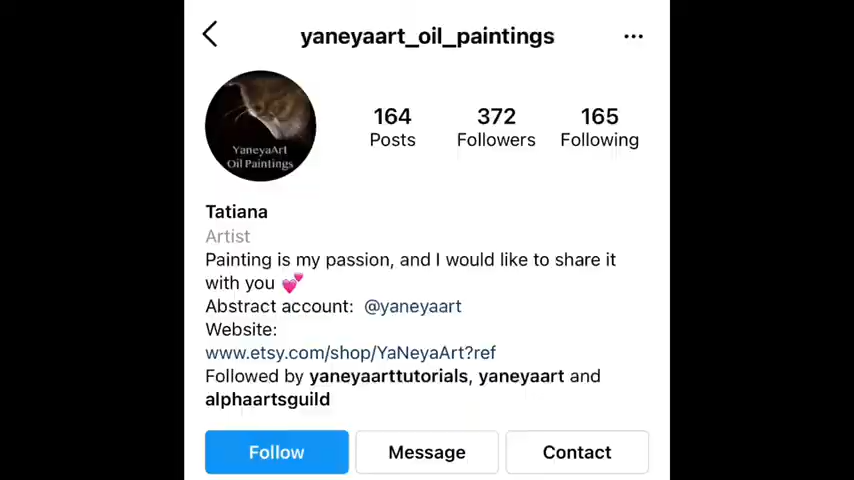 yaneyaart_oil_paintings
YaneyaArt
Oil Paintings
164 372 165
Posts Followers Following
Tatiana
Artist
Painting is my passion, and I would like to share it
with you 💕
Abstract account: @yaneyaart
Website:
www.etsy.com/shop/YaNeyaArt?ref
Followed by yaneyaarttutorials, yaneyaart and
alphaartsguild
Follow Message Contact